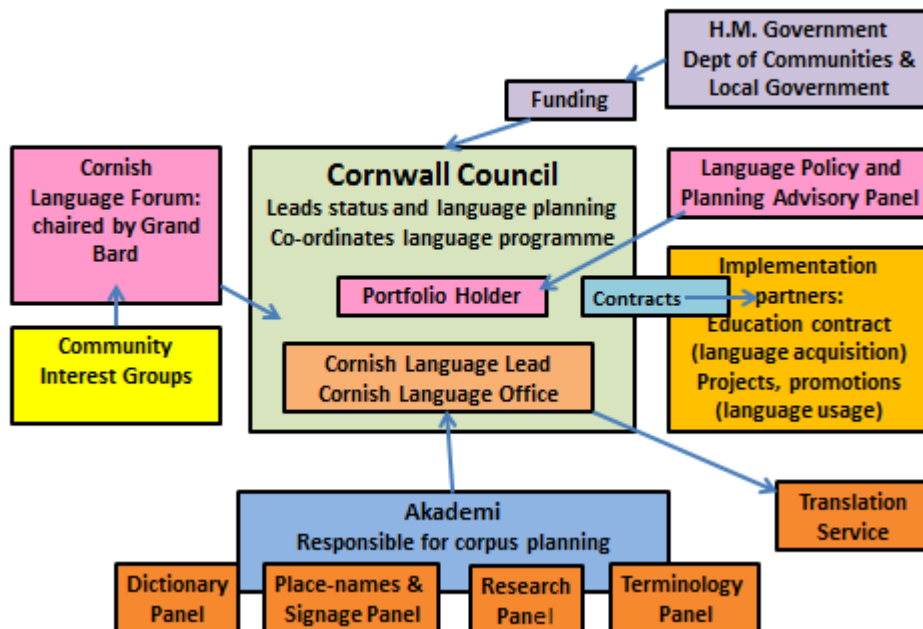 H.M. Government
Dept of Communities &
Local Government
Funding
Cornish
Language Forum:
chaired by Grand
Bard
Cornwall Council
Leads status and language planning
Co-ordinates language programme
Language Policy and
Planning Advisory Panel
Portfolio Holder
Contracts
Implementation
partners:
Education contract
(language acquisition)
Projects, promotions
(language usage)
Community
Interest Groups
Cornish Language Lead
Cornish Language Office
Akademi
Responsible for corpus planning
Translation
Service
Dictionary
Panel
Place-names &
Signage Panel
Research
Panel
Terminology
Panel